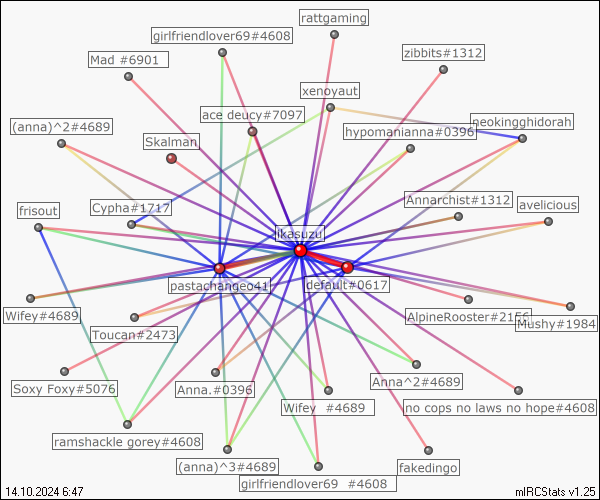 rattgaming
girlfriendlover69#4608
zibbits#1312
Mad #6901
xenoyaut
ace deucy#7097
neokingghidorah
(anna)^2#4689
hypomanianna#0396
Skalman
Annarchist#1312
avelicious
frisout
Cypha#1717
ikasuzu
pastachangeo41
default#0617
Wifey#4689
AlpineRooster#2156
Mushy#1984
Toucan#2473
Soxy Foxy#5076
Anna.#0396
Anna^2#4689
Wifey #4689
no cops no laws no hope#4608
ramshackle gorey#4608
(anna)^3#4689
fakedingo
girlfriendlover69 #4608
14.10.2024 6:47
mIRCStats v1.25